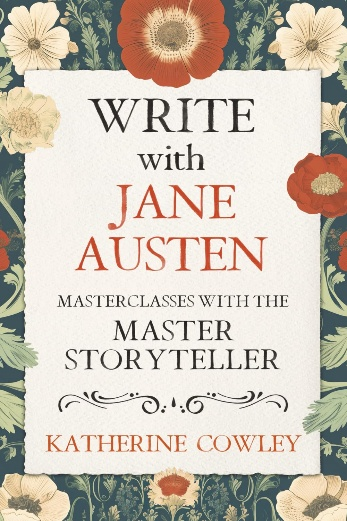 WRITE
with
JANE
AUSTEN
MASTERCLASSES WITH THE
MASTER
STORYTELLER
KATHERINE COWLEY